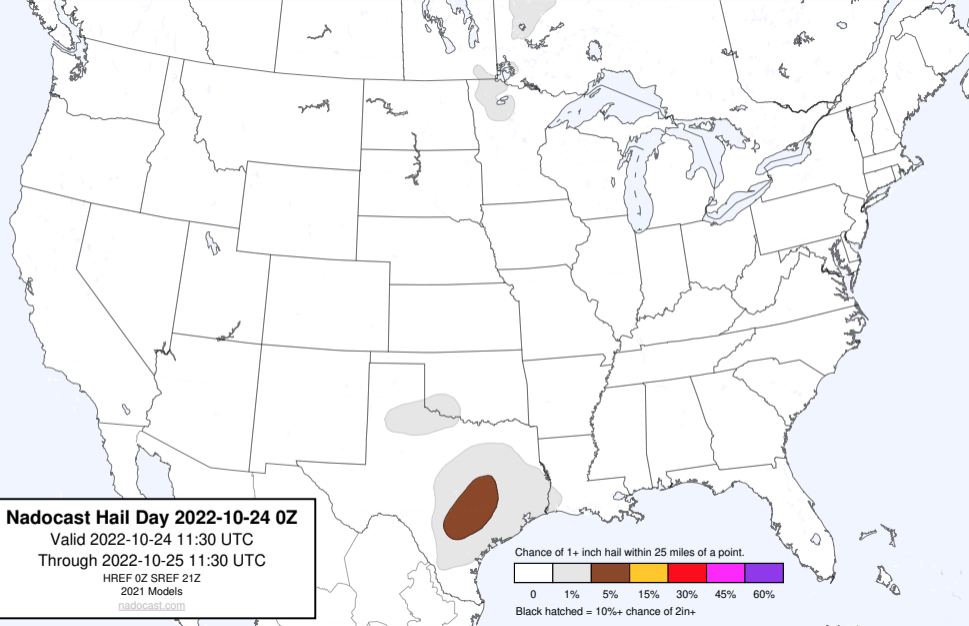 Nadocast Hail Day 2022-10-24 0Z
Valid 2022-10-24 11:30 UTC
Through 2022-10-25 11:30 UTC
HREF 0Z SREF 21Z
2021 Models
nadocast.com
Chance of 1+ inch hail within 25 miles of a point.
0 1% 5% 15% 30% 45% 60%
Black hatched = 10%+ chance of 2in+